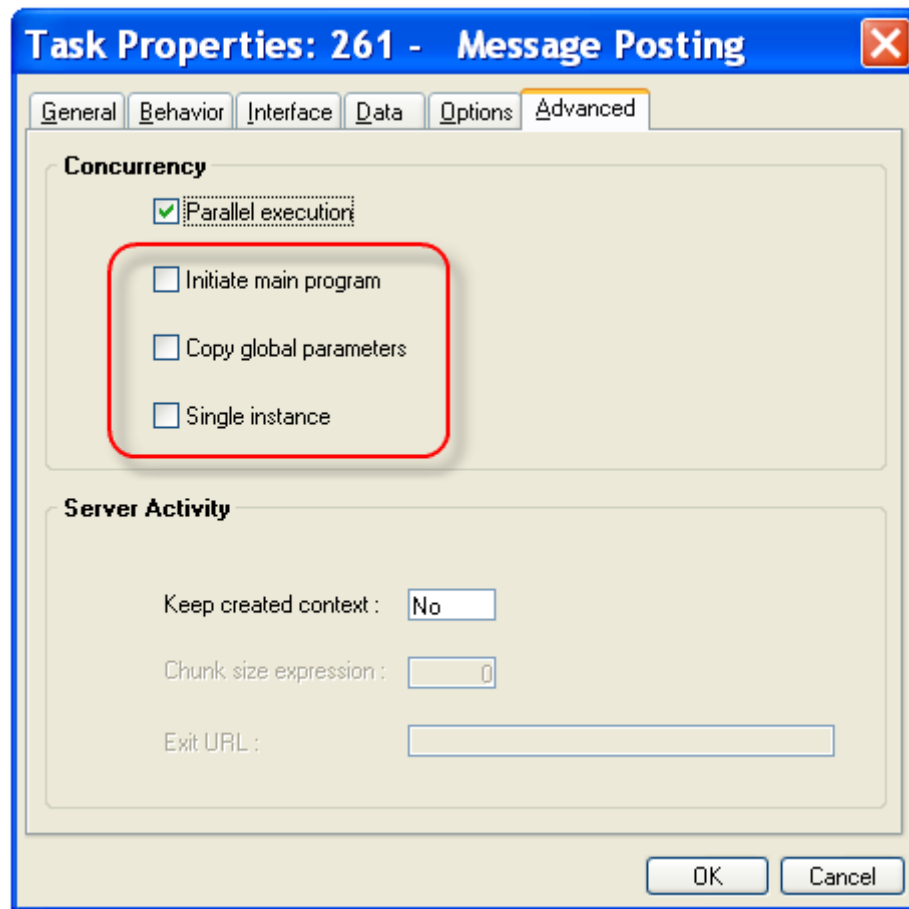 Task Properties: 261 - Message Posting
General Behavior Interface Data Options Advanced
Concurrency
Parallel execution
Initiate main program
Copy global parameters
Single instance
Server Activity
Keep created context : No
Chunk size expression : 0
Exit URL :
OK Cancel